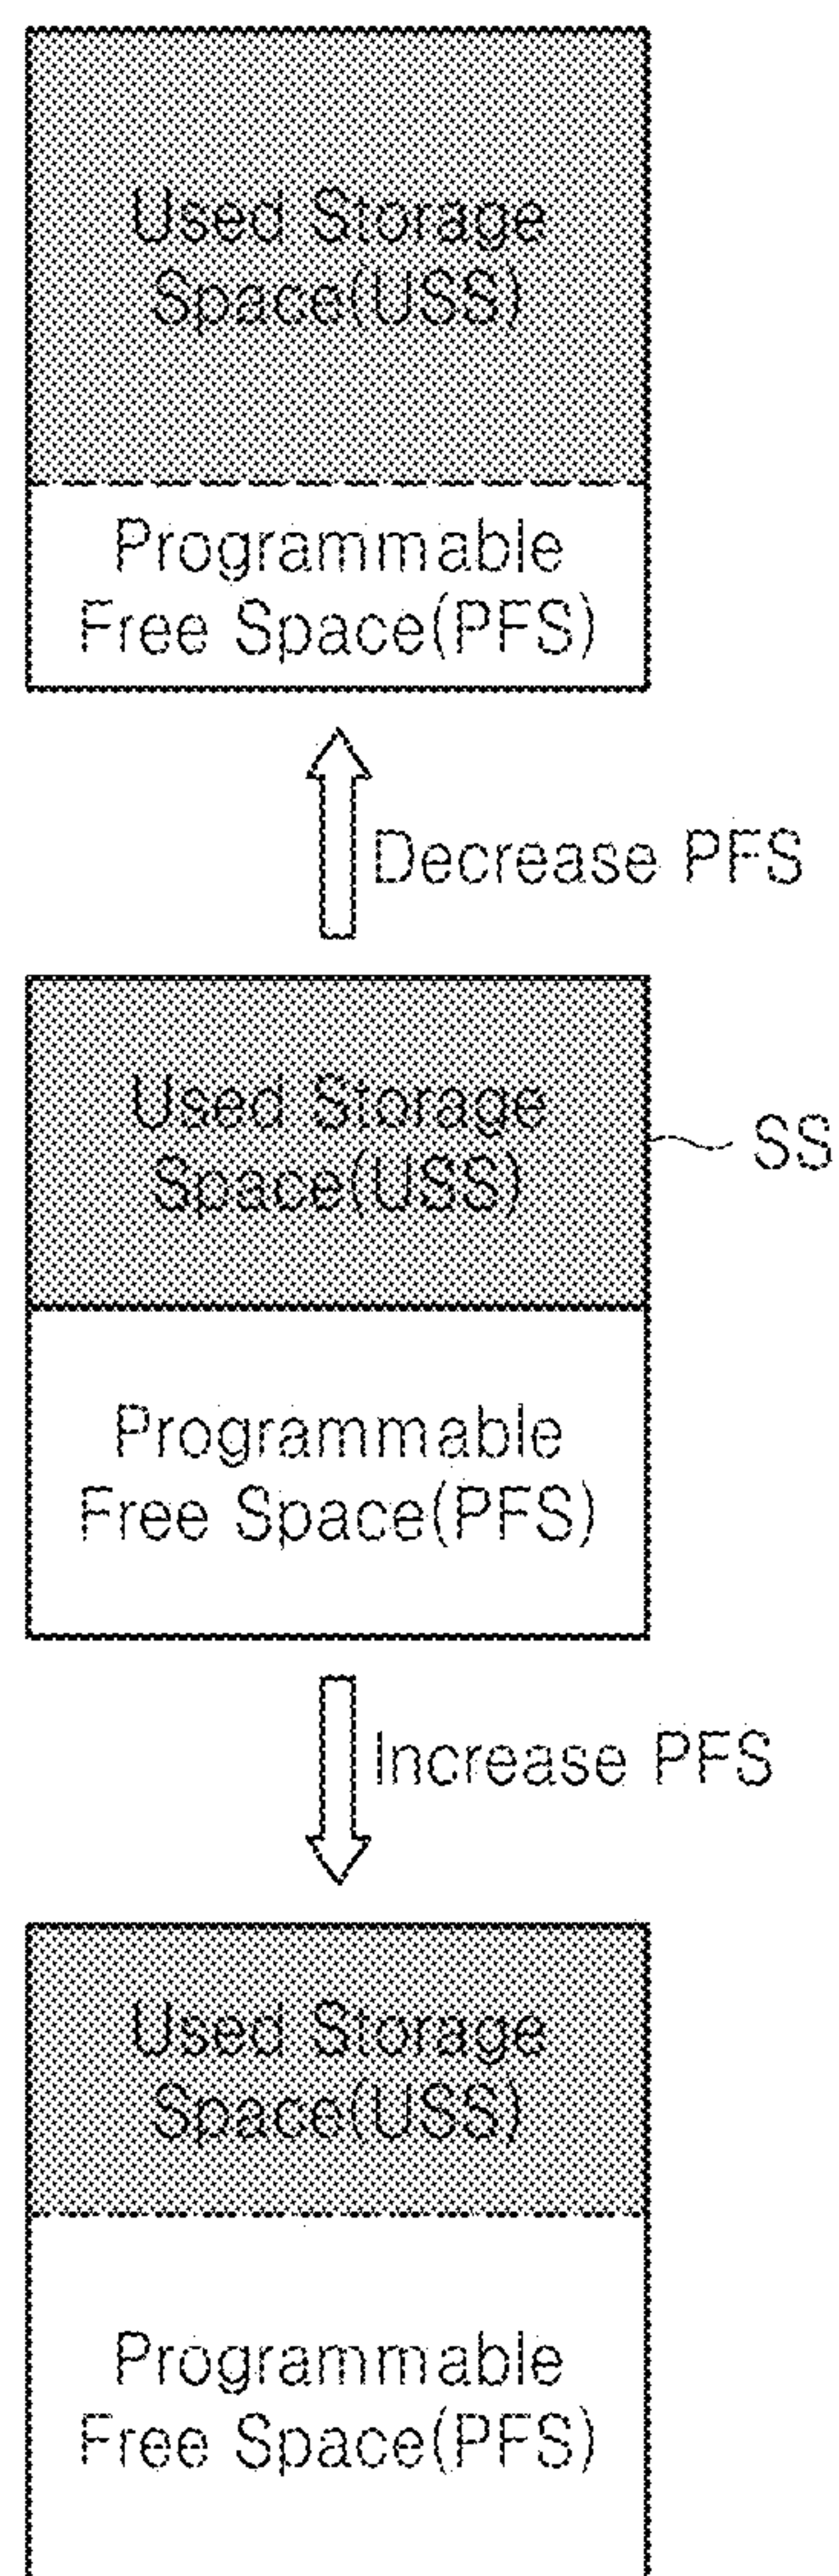 Used Storage
Space(USS)
Programmable
Free Space(PFS)
Decrease PFS
Used Storage
Space(USS)
SS
Programmable
Free Space(PFS)
Increase PFS
Used Storage
Space(USS)
Programmable
Free Space(PFS)